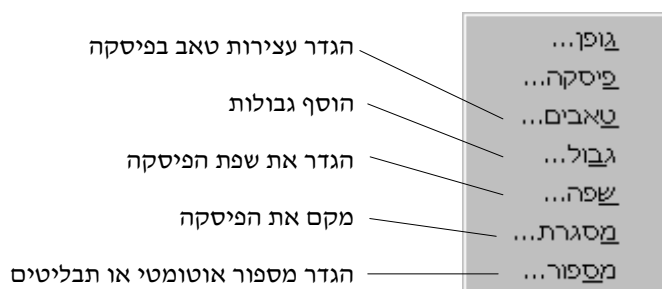 גופן...
פיסקה...
הגדר עצירות טאב בפיסקה
טאבים...
הוסף גבולות
גבול...
הגדר את שפת הפיסקה
שפה...
מקם את הפיסקה
מסגרת...
הגדר מספור אוטומטי או תבליטים
מספור...